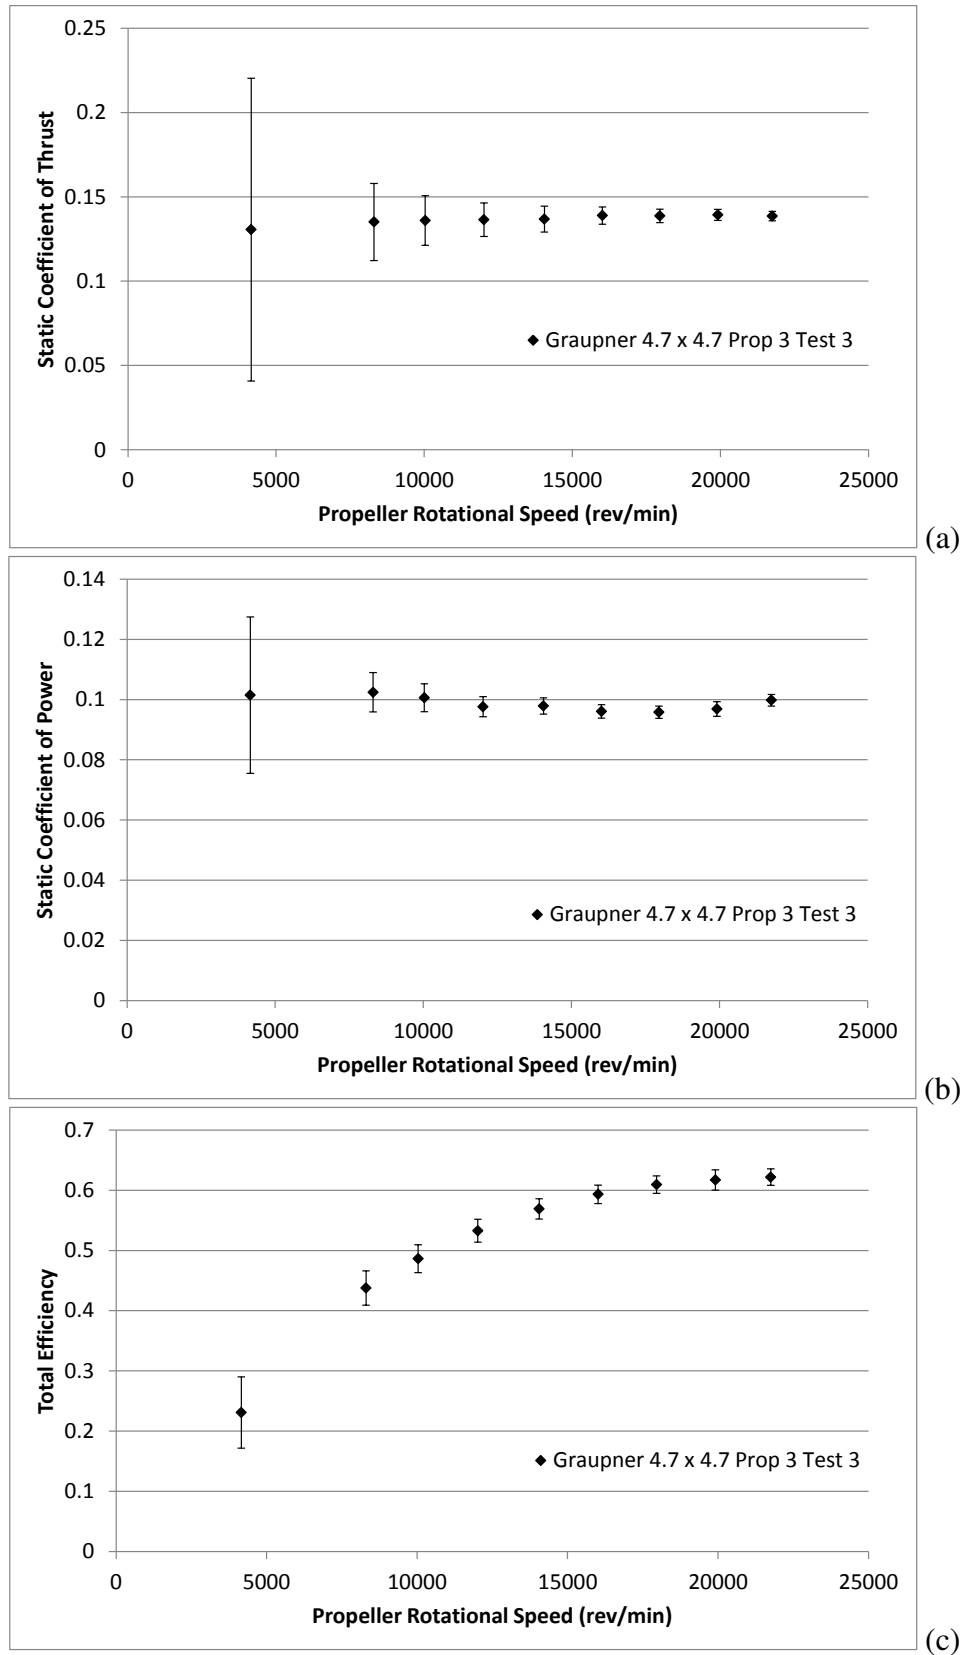 0.25
0.2
0.15
0.1
0.05
0
0 5000 10000 15000 20000 25000
Static Coefficient of Thrust
Propeller Rotational Speed (rev/min)
Graupner 4.7 x 4.7 Prop 3 Test 3
(a)
0.14
0.12
0.1
0.08
0.06
0.04
0.02
0
0 5000 10000 15000 20000 25000
Static Coefficient of Power
Propeller Rotational Speed (rev/min)
Graupner 4.7 x 4.7 Prop 3 Test 3
(b)
0.7
0.6
0.5
0.4
0.3
0.2
0.1
0
0 5000 10000 15000 20000 25000
Total Efficiency
Propeller Rotational Speed (rev/min)
Graupner 4.7 x 4.7 Prop 3 Test 3
(c)